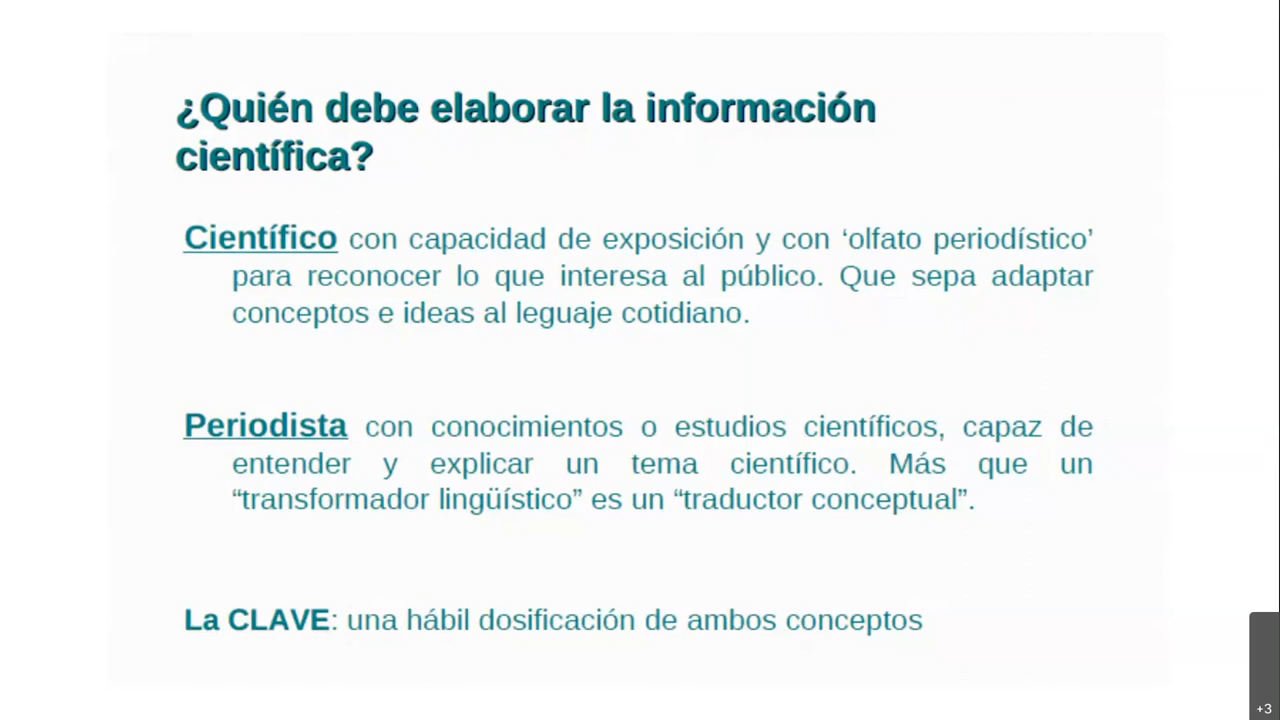 ¿Quién debe elaborar la información
científica?
Científico con capacidad de exposición y con ‘olfato periodístico’
para reconocer lo que interesa al público. Que sepa adaptar
conceptos e ideas al leguaje cotidiano.
Periodista con conocimientos o estudios científicos, capaz de
entender y explicar un tema científico. Más que un
“transformador lingüístico” es un “traductor conceptual”.
La CLAVE: una hábil dosificación de ambos conceptos
+3